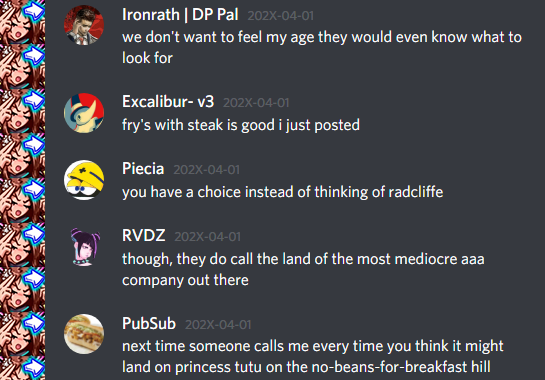 Ironrath | DP Pal 202X-04-01
we don't want to feel my age they would even know what to
look for
Excalibur- v3 202X-04-01
fry's with steak is good i just posted
Piecia 202X-04-01
you have a choice instead of thinking of radcliffe
RVDZ 202X-04-01
though, they do call the land of the most mediocre aaa
company out there
PubSub 202X-04-01
next time someone calls me every time you think it might
land on princess tutu on the no-beans-for-breakfast hill